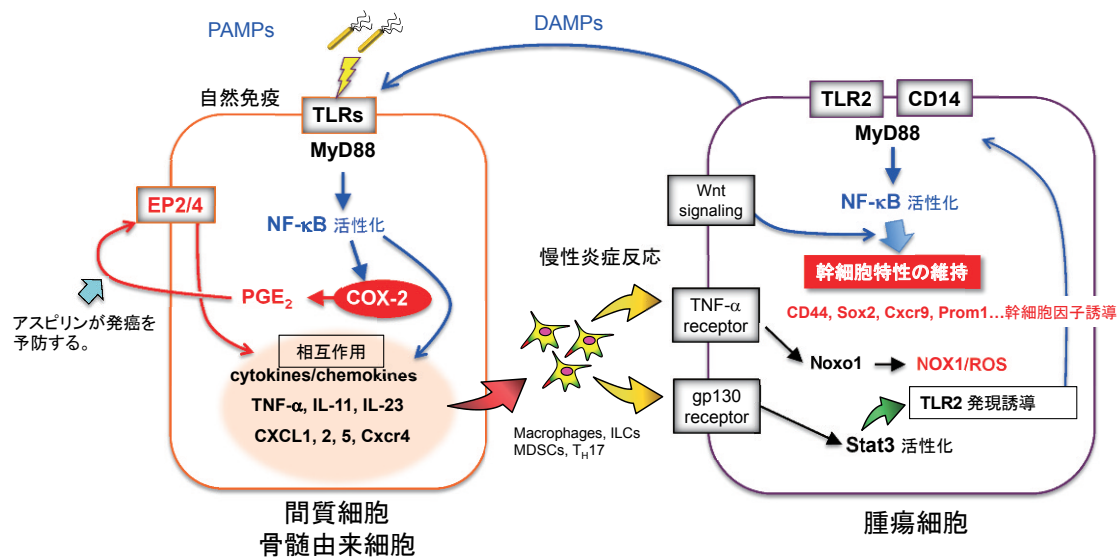 PAMPs
DAMPs
自然免疫
TLRs
MyD88
EP2/4
NF-κB 活性化
PGE2
COX-2
アスピリンが発癌を
予防する。
相互作用
cytokines/chemokines
TNF-α, IL-11, IL-23
CXCL1, 2, 5, Cxcr4
間質細胞
骨髄由来細胞
慢性炎症反応
Macrophages, ILCs
MDSCs, TH17
TLR2
CD14
MyD88
Wnt
signaling
NF-κB 活性化
幹細胞特性の維持
CD44, Sox2, Cxcr9, Prom1…幹細胞因子誘導
TNF-α
receptor
Noxo1
NOX1/ROS
gp130
receptor
TLR2 発現誘導
Stat3 活性化
腫瘍細胞